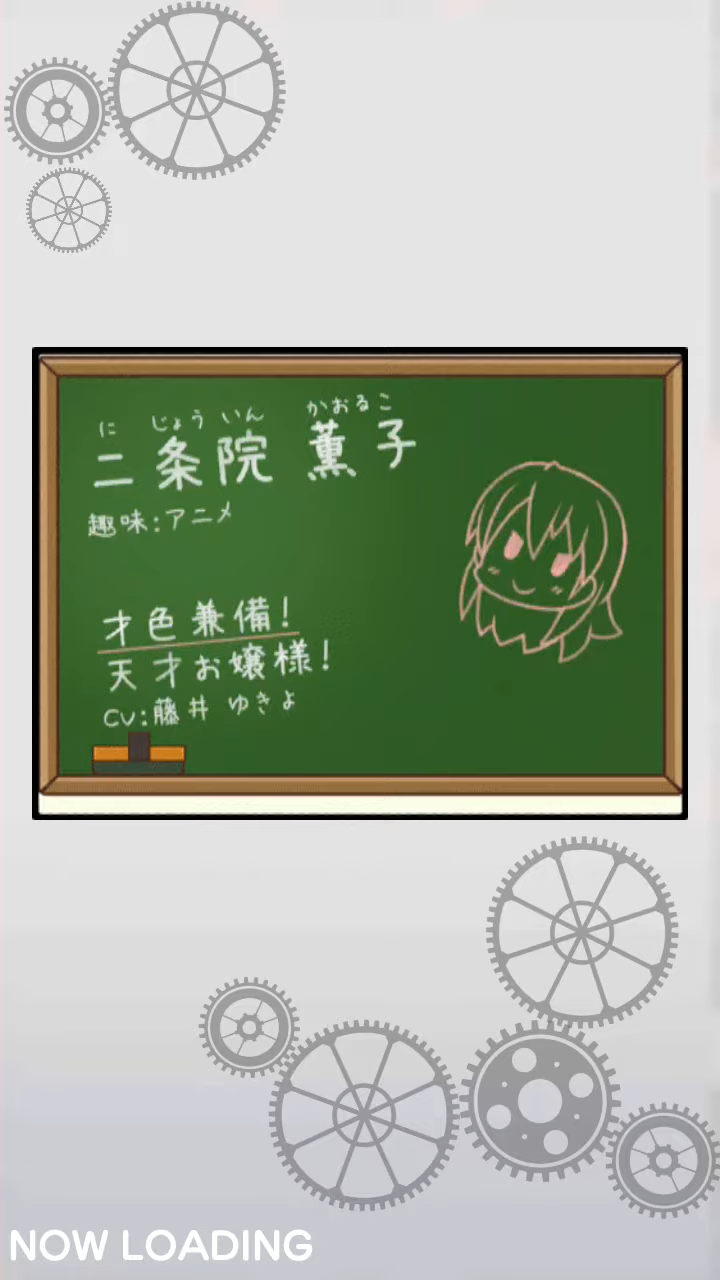 に じょう いん かおるこ
二条院 薫子
趣味:アニメ
才色兼備!
天才お嬢様!
CV:藤井 ゆきよ
NOW LOADING